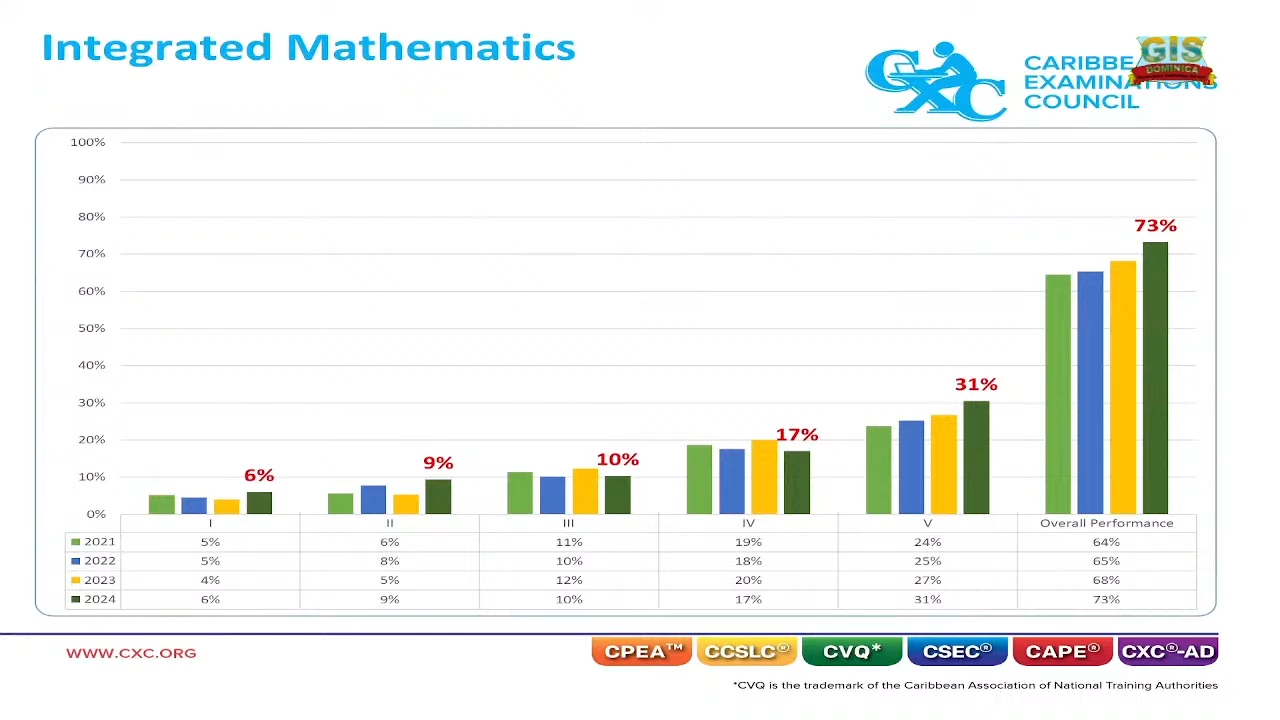 Integrated Mathematics
CARIBBE
EXAMINATIONS
COUNCIL
GIS
DOMINICA
100%
90%
80%
70%
60%
50%
40%
30%
20%
10%
0%
6%
9%
10%
17%
31%
73%
I II III IV V Overall Performance
2021 5% 6% 11% 19% 24% 64%
2022 5% 8% 10% 18% 25% 65%
2023 4% 5% 12% 20% 27% 68%
2024 6% 9% 10% 17% 31% 73%
WWW.CXC.ORG
CPEA™ CCSLC® CVQ* CSEC® CAPE® CXC®-AD
*CVQ is the trademark of the Caribbean Association of National Training Authorities